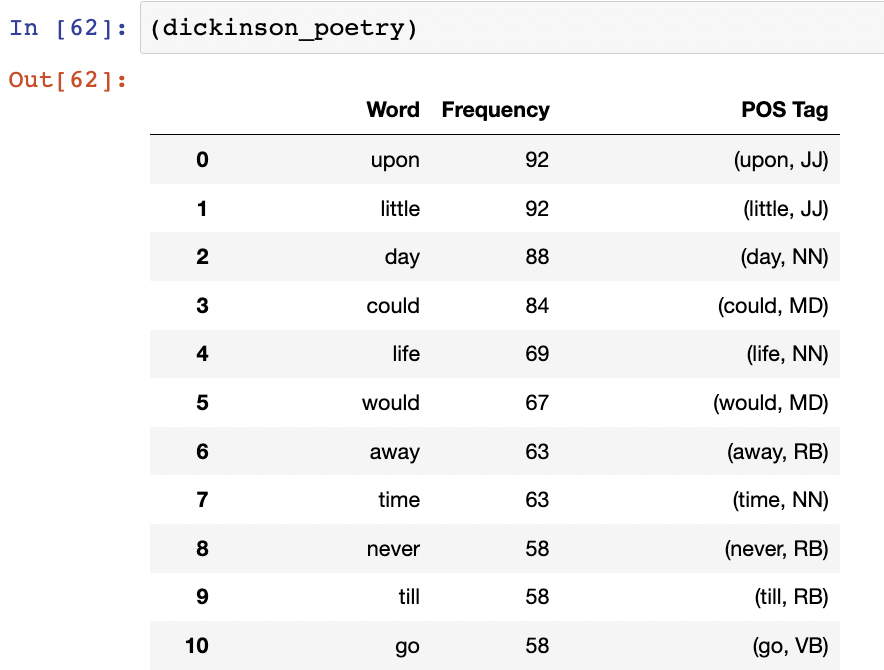 In [62]: (dickinson_poetry)
Out[62]:
Word Frequency POS Tag
0 upon 92 (upon, JJ)
1 little 92 (little, JJ)
2 day 88 (day, NN)
3 could 84 (could, MD)
4 life 69 (life, NN)
5 would 67 (would, MD)
6 away 63 (away, RB)
7 time 63 (time, NN)
8 never 58 (never, RB)
9 till 58 (till, RB)
10 go 58 (go, VB)